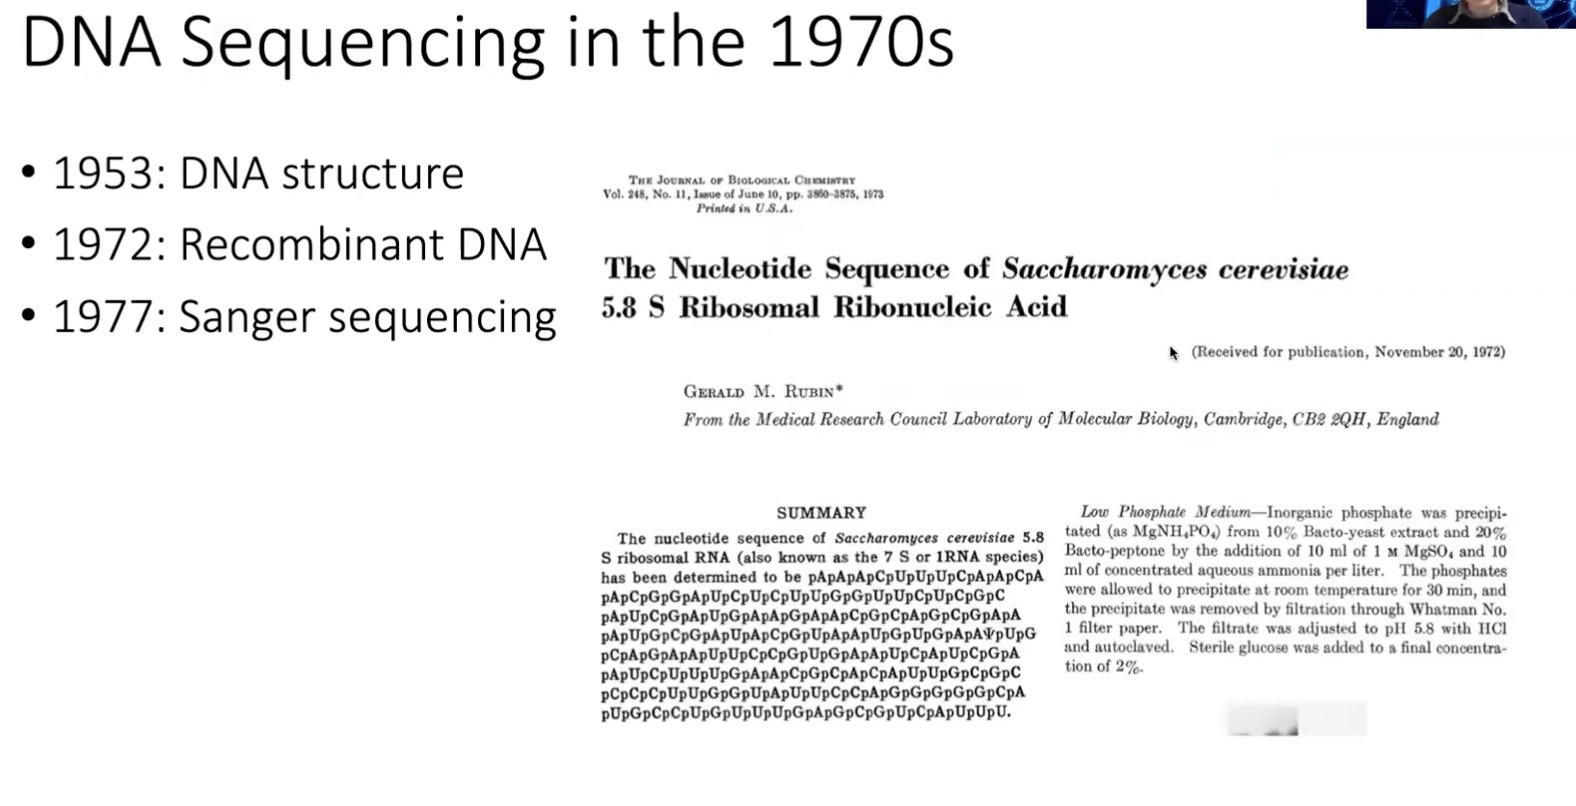 DNA Sequencing in the 1970s
• 1953: DNA structure
• 1972: Recombinant DNA
• 1977: Sanger sequencing
THE JOURNAL OF BIOLOGICAL CHEMISTRY
Vol. 248, No. 11, Issue of June 10, pp. 3860–3875, 1973
Printed in U.S.A.
The Nucleotide Sequence of Saccharomyces cerevisiae
5.8 S Ribosomal Ribonucleic Acid
(Received for publication, November 20, 1972)
GERALD M. RUBIN*
From the Medical Research Council Laboratory of Molecular Biology, Cambridge, CB2 2QH, England
SUMMARY
The nucleotide sequence of Saccharomyces cerevisiae 5.8
S ribosomal RNA (also known as the 7 S or lRNA species)
has been determined to be pApApApCpUpUpUpCpApApCpA
pApCpGpGpApUpCpUpCpUpUpGpGpUpUpCpUpCpGpC
pApUpCpGpApUpGpApApGpApApCpGpCpApGpCpGpApA
pApUpGpCpGpApUpApCpGpUpApApUpGpUpGpApAΨpUpG
pCpApGpApApUpUpCpCpGpUpGpApApUpCpApUpCpGpA
pApUpCpUpUpUpGpApApCpGpCpApCpApUpUpGpCpGpC
pCpCpCpUpUpGpGpUpApUpUpCpCpApGpGpGpGpGpCpA
pUpGpCpCpUpGpUpUpUpGpApGpCpGpUpCpApUpUpU.
Low Phosphate Medium—Inorganic phosphate was precipi-
tated (as MgNH₄PO₄) from 10% Bacto-yeast extract and 20%
Bacto-peptone by the addition of 10 ml of 1 M MgSO₄ and 10
ml of concentrated aqueous ammonia per liter. The phosphates
were allowed to precipitate at room temperature for 30 min, and
the precipitate was removed by filtration through Whatman No.
1 filter paper. The filtrate was adjusted to pH 5.8 with HCl
and autoclaved. Sterile glucose was added to a final concentra-
tion of 2%.